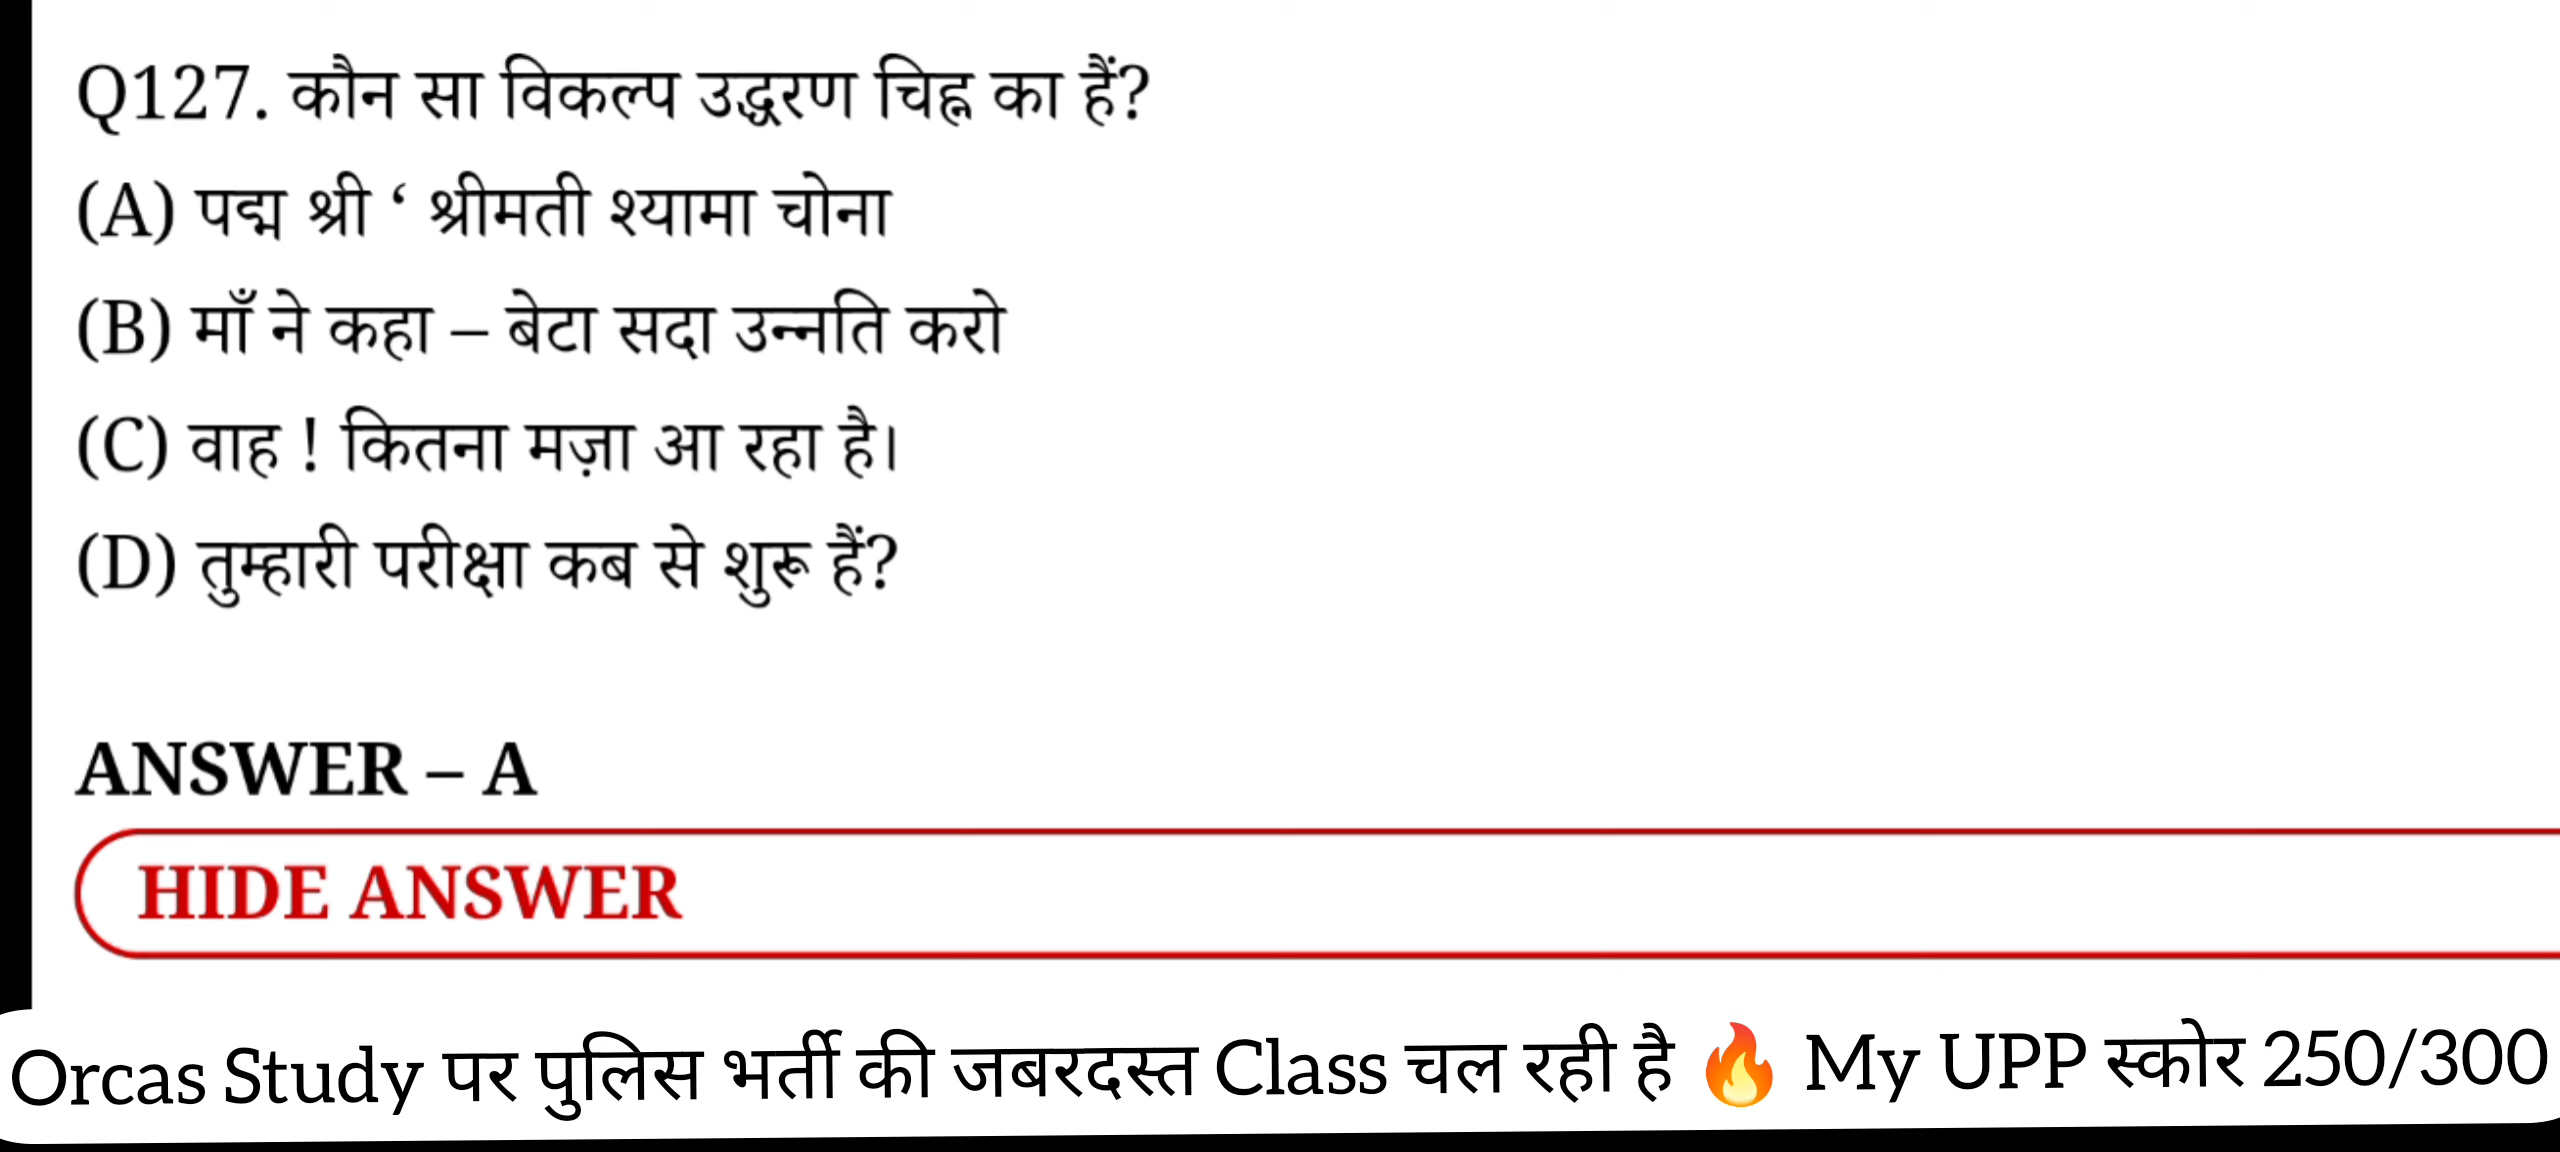 Q127. कौन सा विकल्प उद्धरण चिह्न का हैं?
(A) पद्म श्री ‘ श्रीमती श्यामा चोना
(B) माँ ने कहा – बेटा सदा उन्नति करो
(C) वाह ! कितना मज़ा आ रहा है।
(D) तुम्हारी परीक्षा कब से शुरू हैं?
ANSWER – A
HIDE ANSWER
Orcas Study पर पुलिस भर्ती की जबरदस्त Class चल रही है 🔥 My UPP स्कोर 250/300